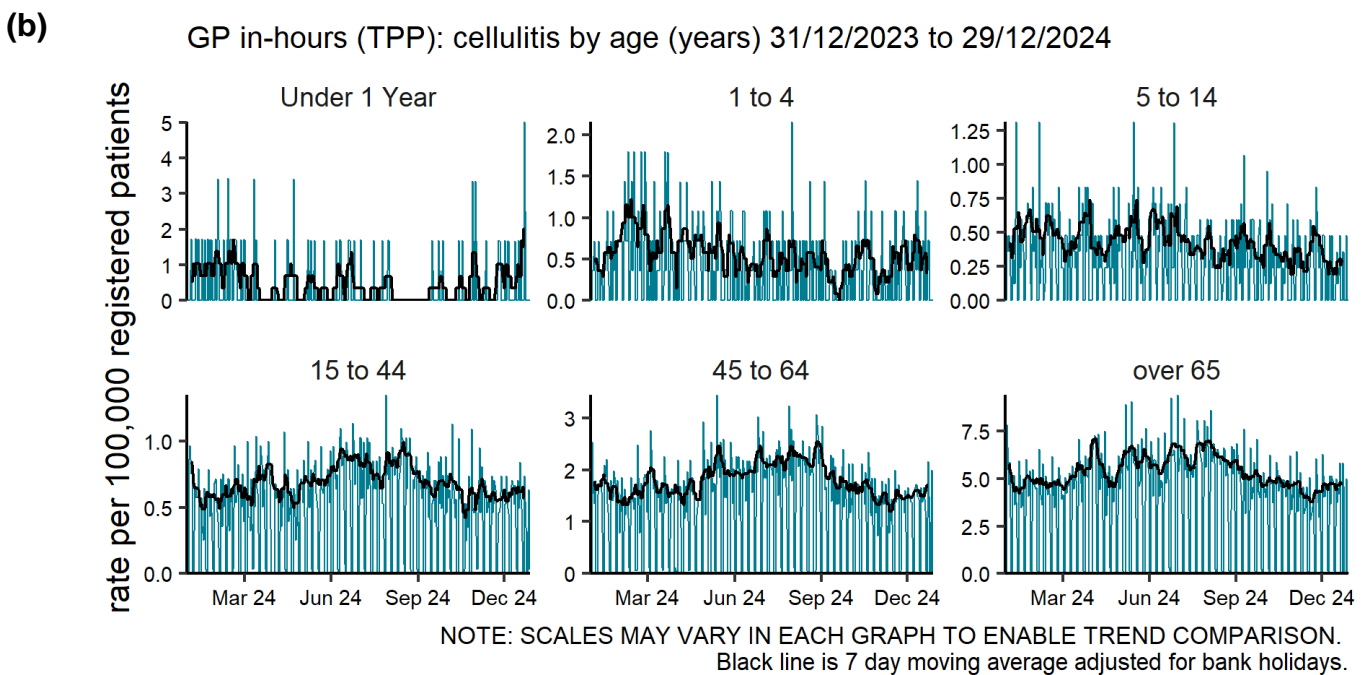 (b)
GP in-hours (TPP): cellulitis by age (years) 31/12/2023 to 29/12/2024
rate per 100,000 registered patients
Under 1 Year
5
4
3
2
1
0
1 to 4
2.0
1.5
1.0
0.5
0.0
5 to 14
1.25
1.00
0.75
0.50
0.25
0.00
15 to 44
1.0
0.5
0.0
Mar 24 Jun 24 Sep 24 Dec 24
45 to 64
3
2
1
0
Mar 24 Jun 24 Sep 24 Dec 24
over 65
7.5
5.0
2.5
0.0
Mar 24 Jun 24 Sep 24 Dec 24
NOTE: SCALES MAY VARY IN EACH GRAPH TO ENABLE TREND COMPARISON.
Black line is 7 day moving average adjusted for bank holidays.